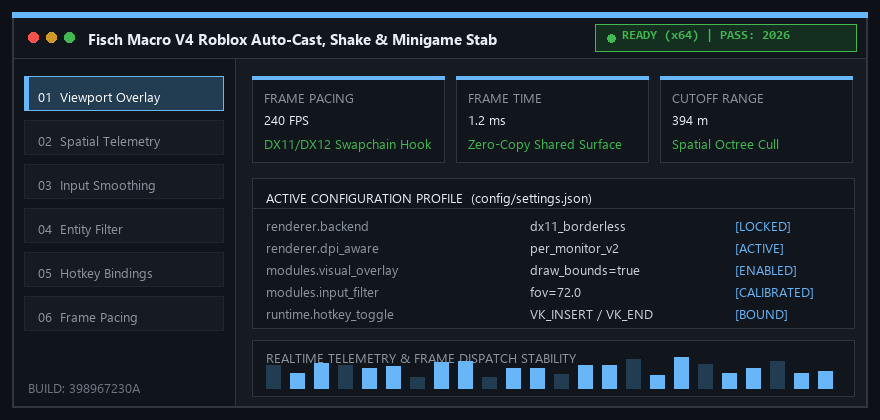 Fisch Macro V4 Roblox Auto-Cast, Shake & Minigame Stab
READY (x64) | PASS: 2026
01 Viewport Overlay
02 Spatial Telemetry
03 Input Smoothing
04 Entity Filter
05 Hotkey Bindings
06 Frame Pacing
BUILD: 398967230A
FRAME PACING
240 FPS
DX11/DX12 Swapchain Hook
FRAME TIME
1.2 ms
Zero-Copy Shared Surface
CUTOFF RANGE
394 m
Spatial Octree Cull
ACTIVE CONFIGURATION PROFILE (config/settings.json)
renderer.backend dx11_borderless [LOCKED]
renderer.dpi_aware per_monitor_v2 [ACTIVE]
modules.visual_overlay draw_bounds=true [ENABLED]
modules.input_filter fov=72.0 [CALIBRATED]
runtime.hotkey_toggle VK_INSERT / VK_END [BOUND]
REALTIME TELEMETRY & FRAME DISPATCH STABILITY